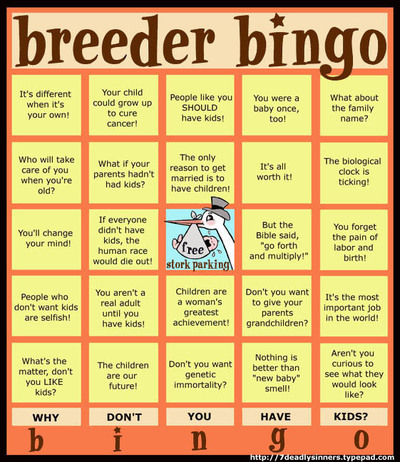 breeder bingo
It's different
when it's
your own!
Your child
could grow up
to cure
cancer!
People like you
SHOULD
have kids!
You were a
baby once,
too!
What about
the family
name?
Who will take
care of you
when you're
old?
What if your
parents hadn't
had kids?
The only
reason to get
married is to
have children!
It's all
worth it!
The biological
clock is
ticking!
You'll change
your mind!
If everyone
didn't have
kids, the
human race
would die out!
free
stork parking
But the
Bible said,
"go forth
and multiply!"
You forget
the pain of
labor and
birth!
People who
don't want kids
are selfish!
You aren't a
real adult
until you
have kids!
Children are
a woman's
greatest
achievement!
Don't you want
to give your
parents
grandchildren?
It's the most
important job
in the world!
What's the
matter, don't
you LIKE
kids?
The children
are our
future!
Don't you want
genetic
immortality?
Nothing is
better than
"new baby"
smell!
Aren't you
curious to see
what they
would look
like?
WHY DON'T YOU HAVE KIDS?
b i n g o
http://7deadlysinners.typepad.com